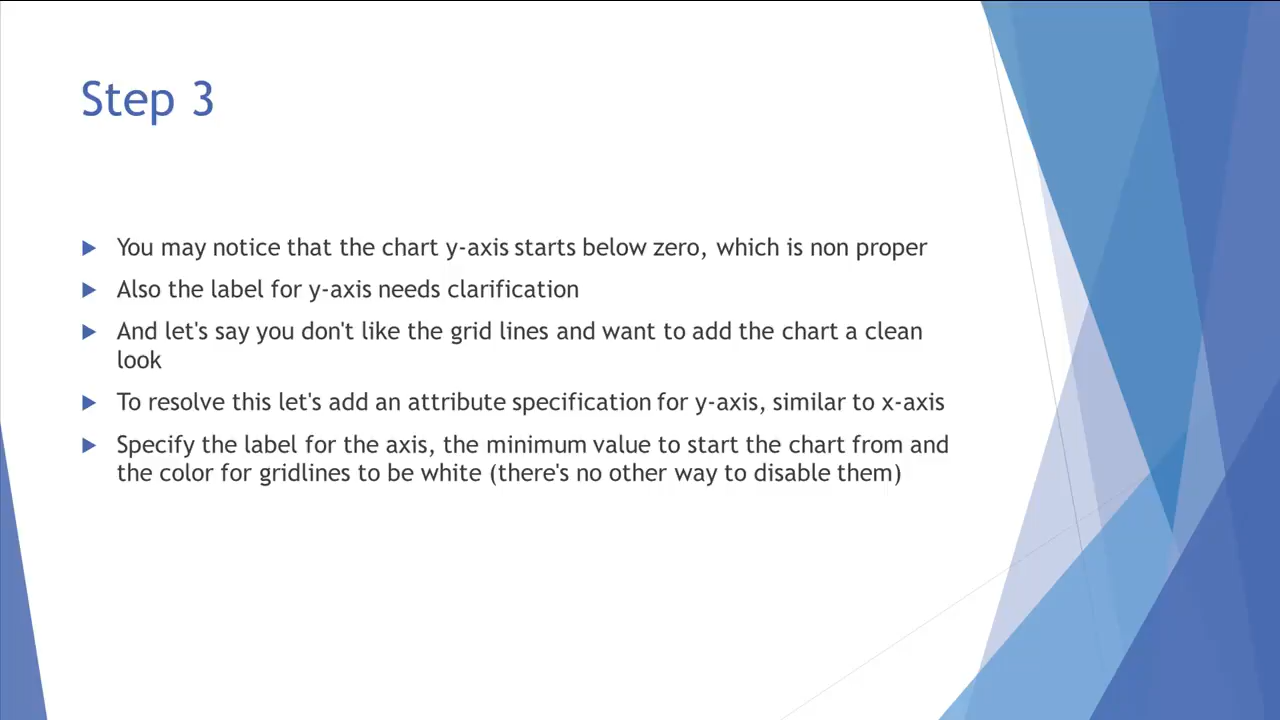 Step 3
You may notice that the chart y-axis starts below zero, which is non proper
Also the label for y-axis needs clarification
And let's say you don't like the grid lines and want to add the chart a clean
look
To resolve this let's add an attribute specification for y-axis, similar to x-axis
Specify the label for the axis, the minimum value to start the chart from and
the color for gridlines to be white (there's no other way to disable them)